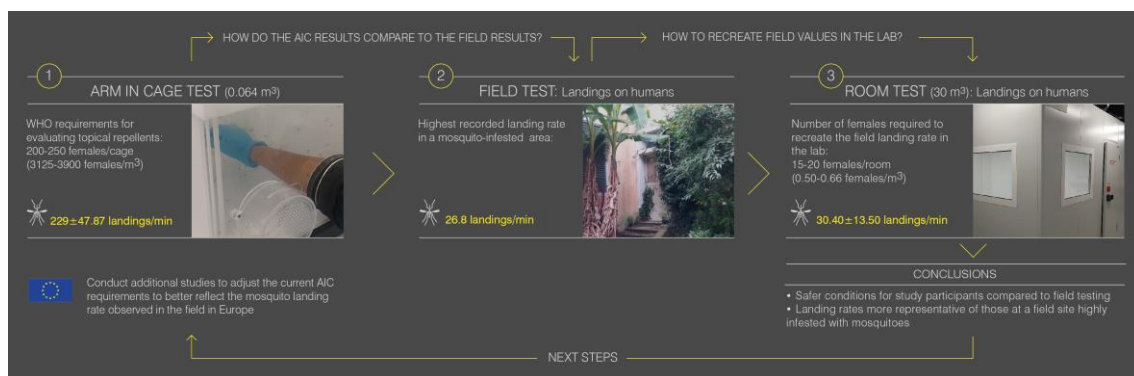 HOW DO THE AIC RESULTS COMPARE TO THE FIELD RESULTS?
HOW TO RECREATE FIELD VALUES IN THE LAB?
1
ARM IN CAGE TEST (0.064 m³)
WHO requirements for
evaluating topical repellents:
200-250 females/cage
(3125-3900 females/m³)
229±47.87 landings/min
2
FIELD TEST: Landings on humans
Highest recorded landing rate
in a mosquito-infested area:
26.8 landings/min
3
ROOM TEST (30 m³): Landings on humans
Number of females required to
recreate the field landing rate in
the lab:
15-20 females/room
(0.50-0.66 females/m³)
30.40±13.50 landings/min
Conduct additional studies to adjust the current AIC
requirements to better reflect the mosquito landing
rate observed in the field in Europe
CONCLUSIONS
• Safer conditions for study participants compared to field testing
• Landing rates more representative of those at a field site highly
infested with mosquitoes
NEXT STEPS